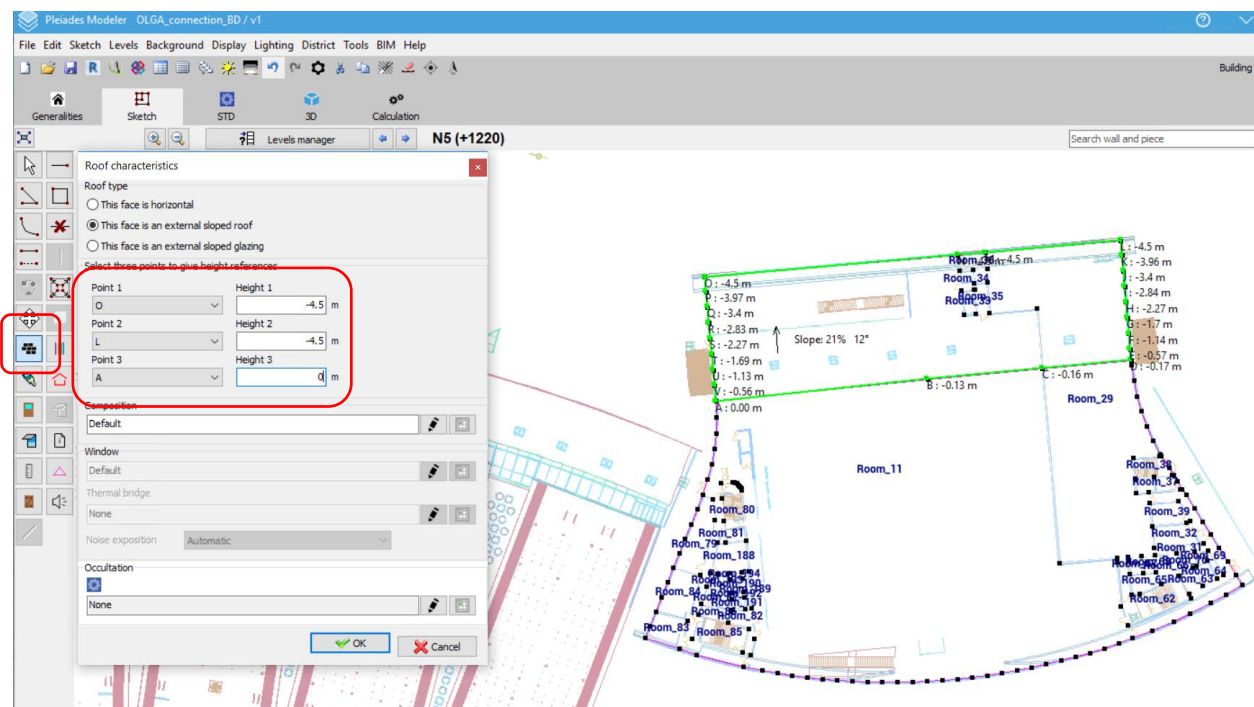 Pleiades Modeler OLGA_connection_BD / v1
File Edit Sketch Levels Background Display Lighting District Tools BIM Help
R
Building
Generalities Sketch STD 3D Calculation
Levels manager N5 (+1220) Search wall and piece
Roof characteristics
Roof type
This face is horizontal
This face is an external sloped roof
This face is an external sloped glazing
Select three points to give height references
Point 1 Height 1
O -4.5 m
Point 2 Height 2
L -4.5 m
Point 3 Height 3
A 0 m
Composition
Default
Window
Default
Thermal bridge
None
Noise exposition Automatic
Occultation
None
OK Cancel
L : -4.5 m
K : -3.96 m
J : -3.4 m
I : -2.84 m
H : -2.27 m
G : -1.7 m
F : -1.14 m
E : -0.57 m
D : -0.17 m
Room_34
Room_35
O : -4.5 m
P : -3.97 m
Q : -3.4 m
R : -2.83 m
S : -2.27 m
T : -1.69 m
U : -1.13 m
V : -0.56 m
A : 0.00 m
Slope: 21% 12°
B : -0.13 m
C : -0.16 m
Room_29
Room_11
Room_38
Room_37
Room_39
Room_32
Room_31
Room_69
Room_64
Room_65
Room_63
Room_62
Room_80
Room_81
Room_79
Room_188
Room_84
Room_191
Room_82
Room_83
Room_85